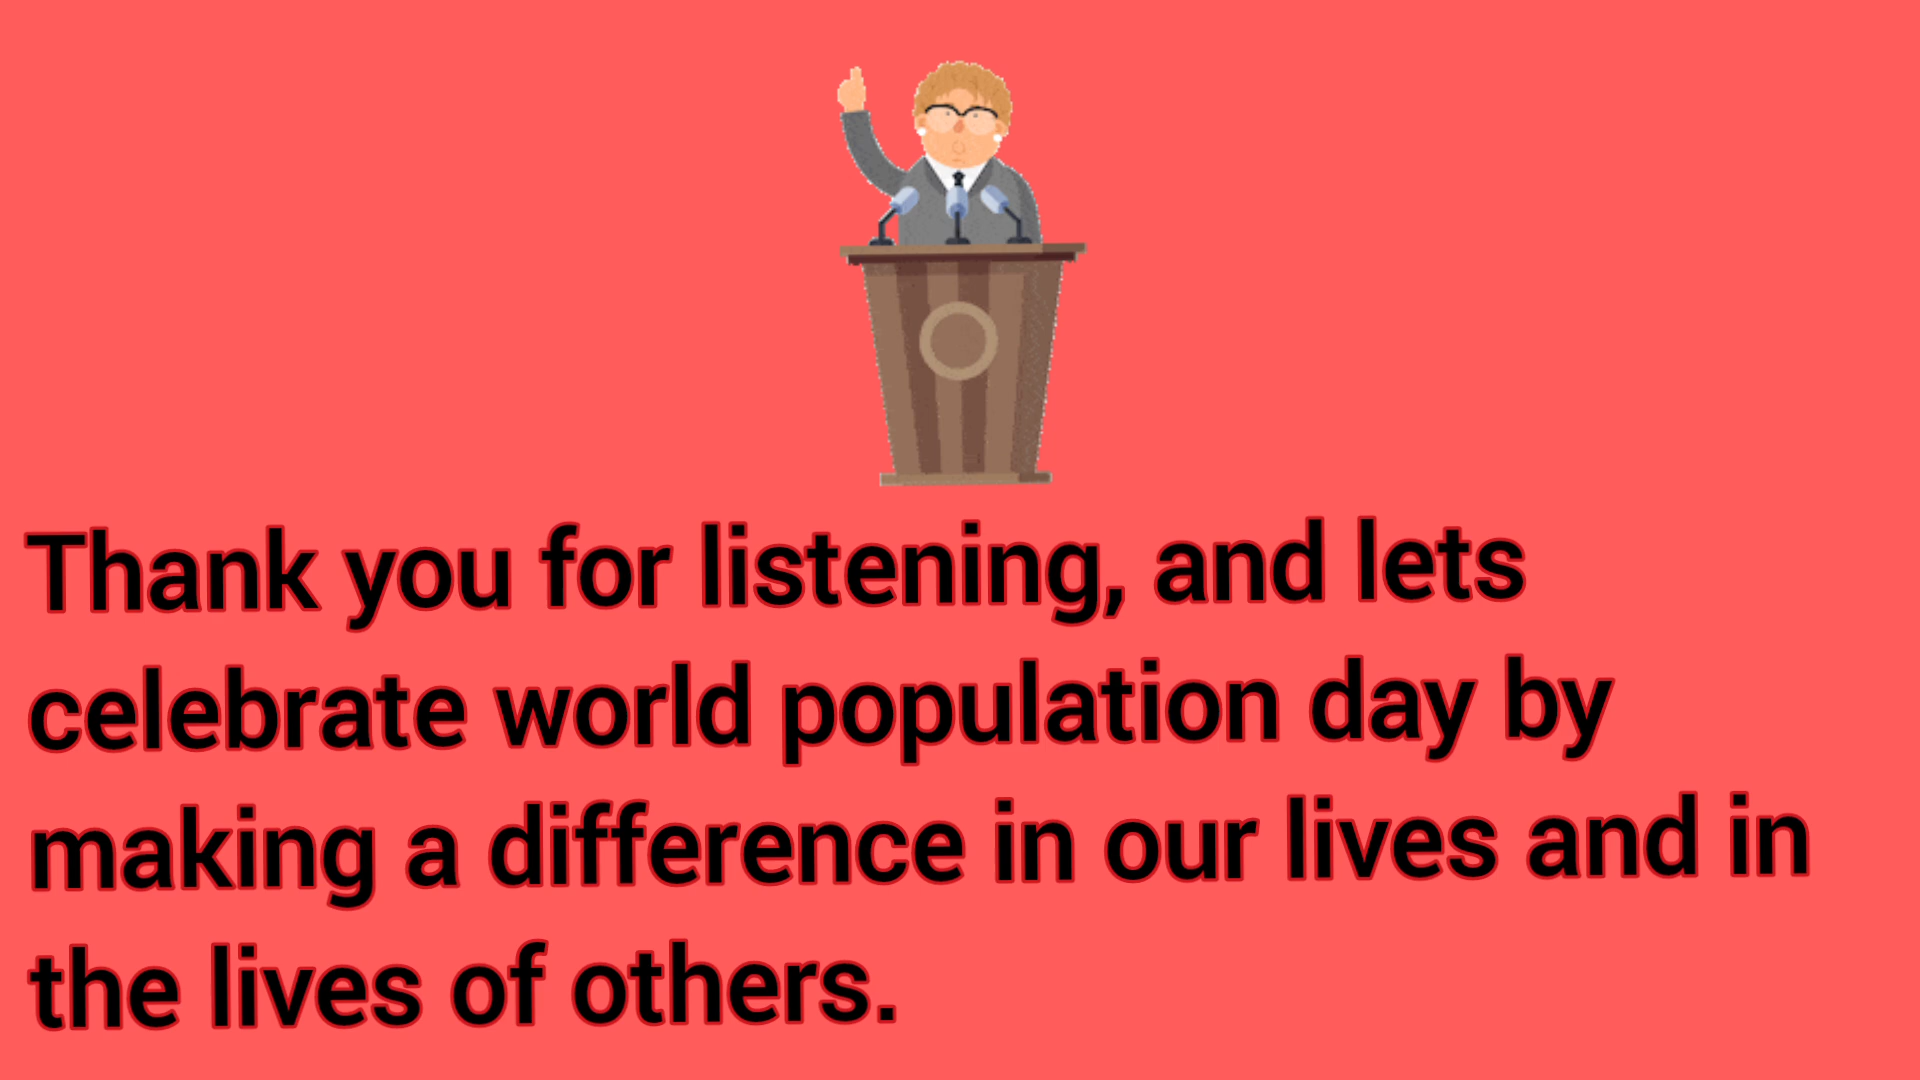 Thank you for listening, and lets
celebrate world population day by
making a difference in our lives and in
the lives of others.